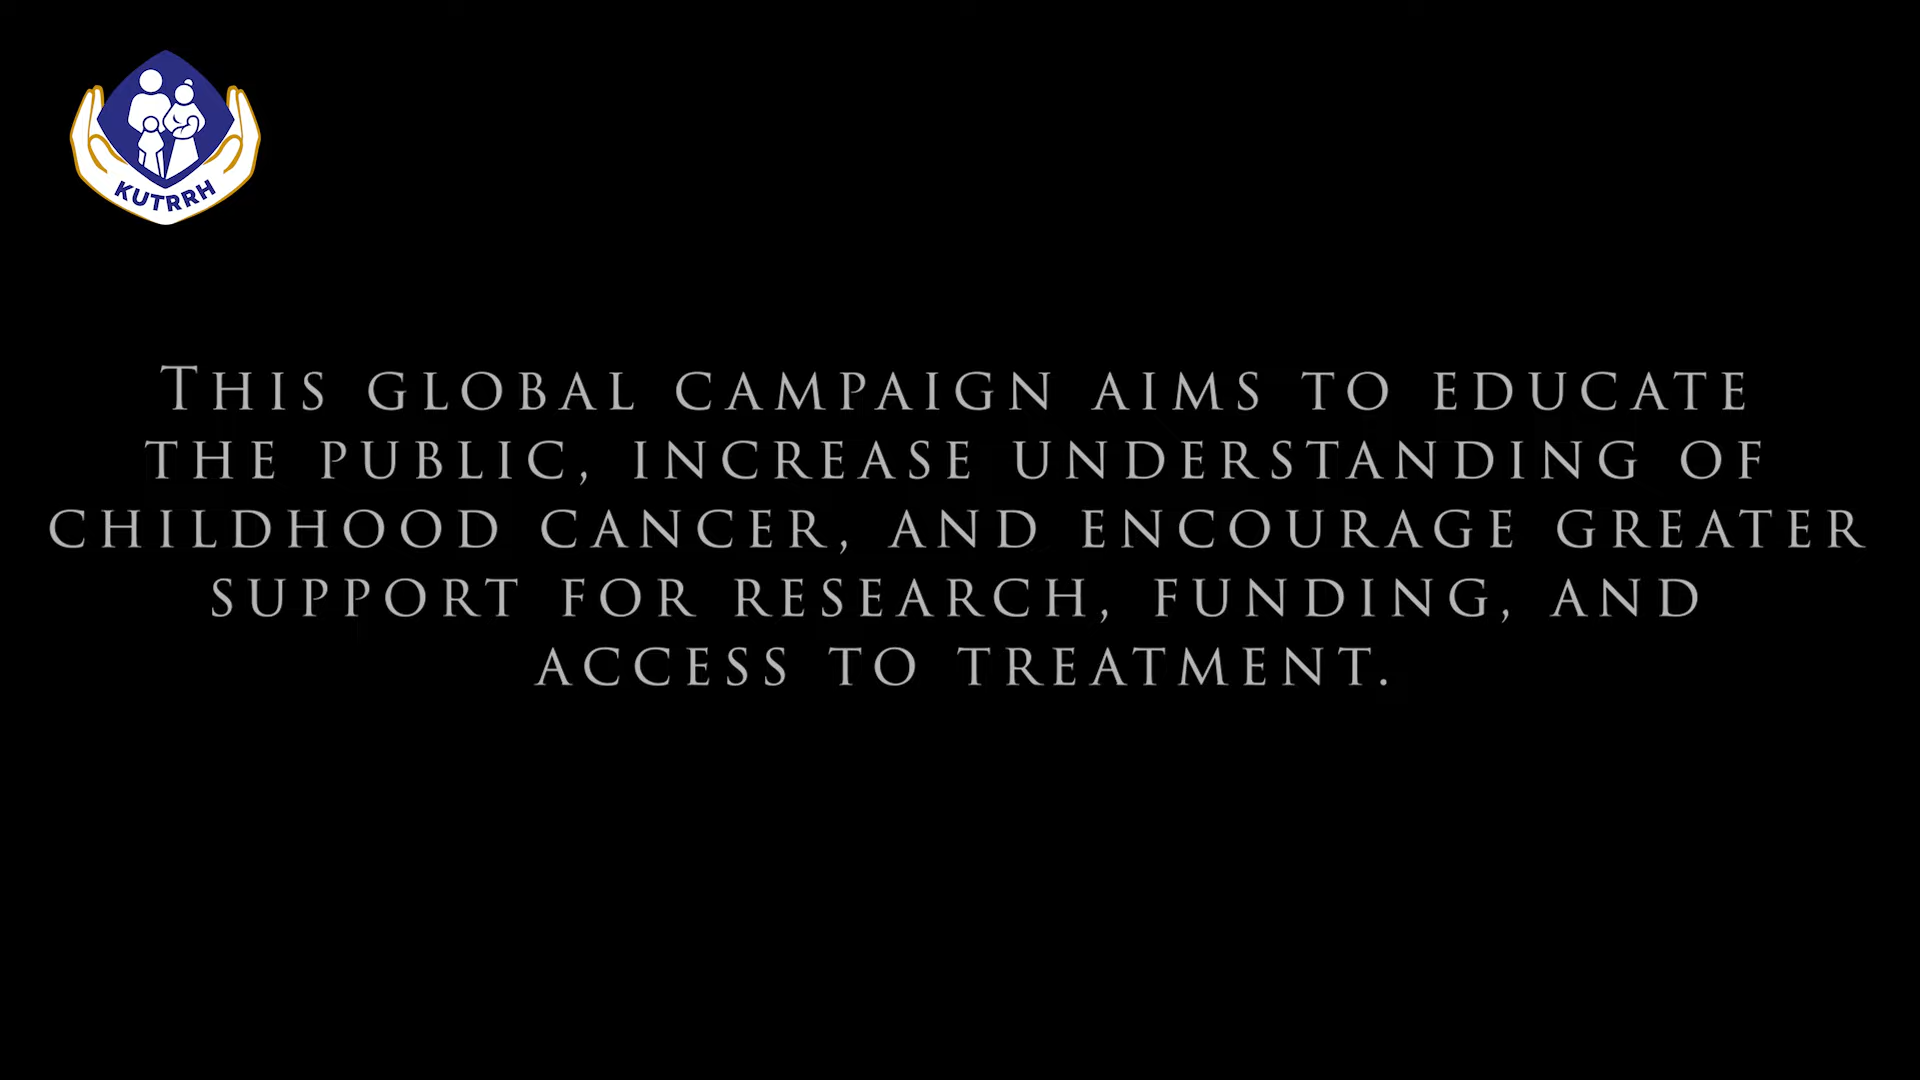 KUTRRH
THIS GLOBAL CAMPAIGN AIMS TO EDUCATE
THE PUBLIC, INCREASE UNDERSTANDING OF
CHILDHOOD CANCER, AND ENCOURAGE GREATER
SUPPORT FOR RESEARCH, FUNDING, AND
ACCESS TO TREATMENT.